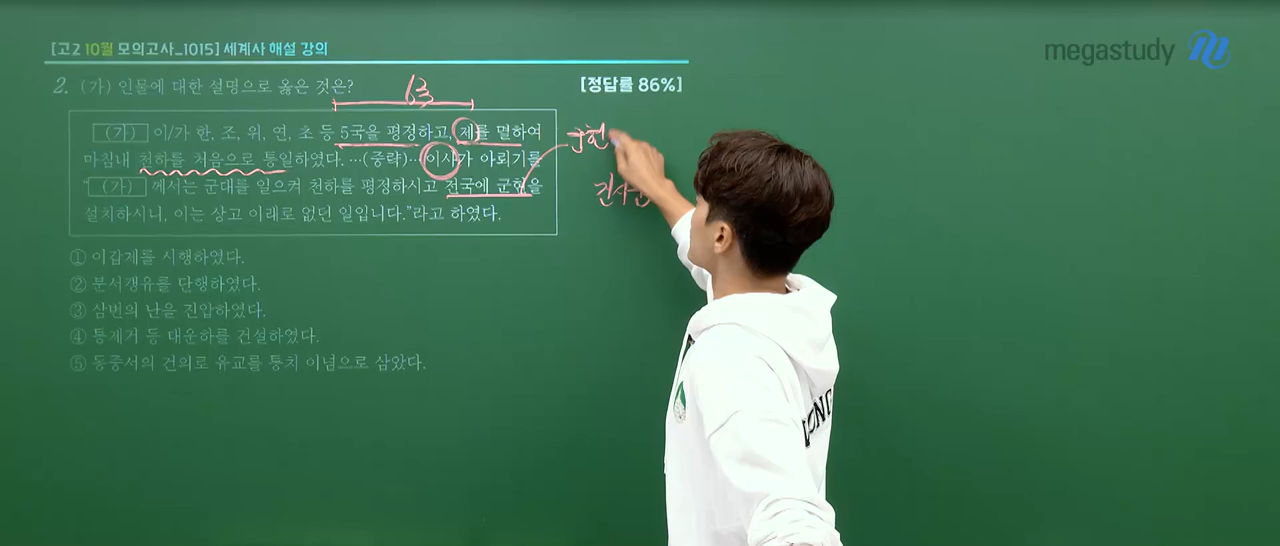 [고2 10월 모의고사_1015] 세계사 해설 강의
megastudy
2. (가) 인물에 대한 설명으로 옳은 것은?
[정답률 86%]
(가) 이/가 한, 조, 위, 연, 초 등 5국을 평정하고, 제를 멸하여
마침내 천하를 처음으로 통일하였다. …(중략)… 이사가 아뢰기를
“ (가) 께서는 군대를 일으켜 천하를 평정하시고 전국에 군현을
설치하시니, 이는 상고 이래로 없던 일입니다.”라고 하였다.
군현
① 이갑제를 시행하였다.
② 분서갱유를 단행하였다.
③ 삼번의 난을 진압하였다.
④ 통제거 등 대운하를 건설하였다.
⑤ 동중서의 건의로 유교를 통치 이념으로 삼았다.